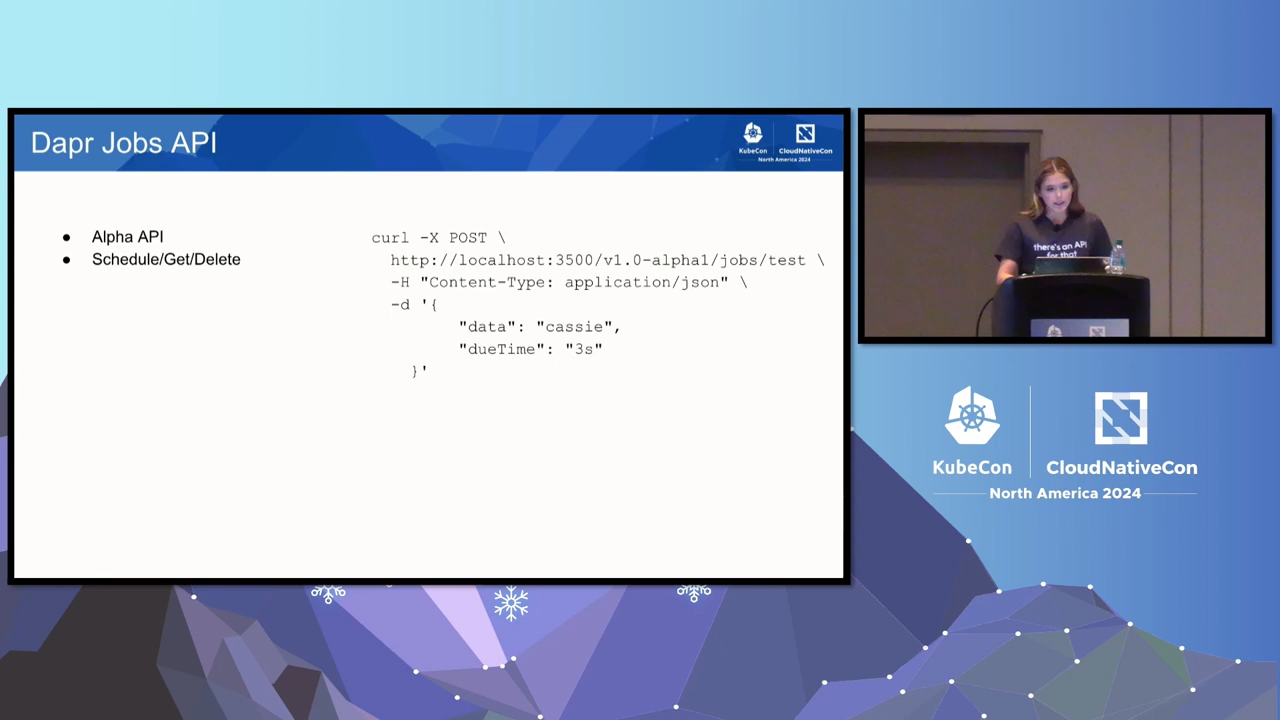 Dapr Jobs API
KubeCon
CloudNativeCon
North America 2024
● Alpha API
● Schedule/Get/Delete
curl -X POST \
http://localhost:3500/v1.0-alpha1/jobs/test \
-H "Content-Type: application/json" \
-d '{
"data": "cassie",
"dueTime": "3s"
}'
there's an API
for that
KubeCon
CloudNativeCon
North America 2024